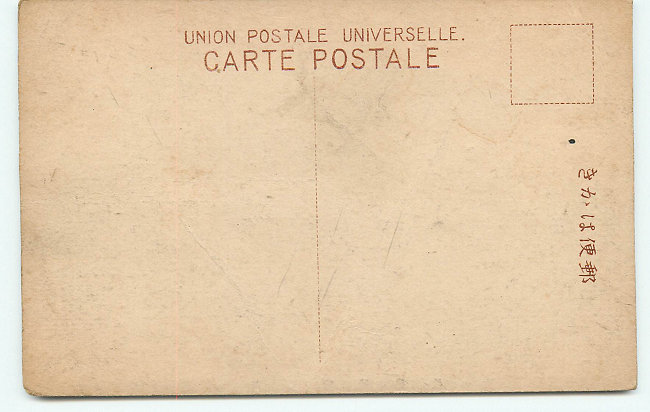 UNION POSTALE UNIVERSELLE.
CARTE POSTALE
きかは便郵